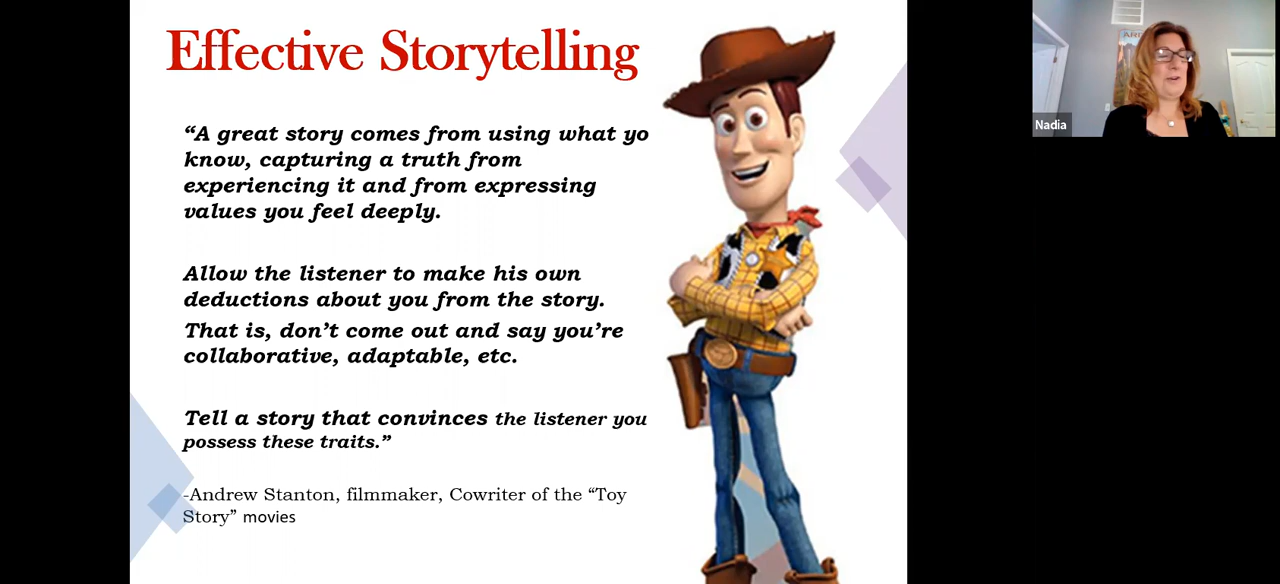 Effective Storytelling
“A great story comes from using what yo
know, capturing a truth from
experiencing it and from expressing
values you feel deeply.
Allow the listener to make his own
deductions about you from the story.
That is, don’t come out and say you’re
collaborative, adaptable, etc.
Tell a story that convinces the listener you
possess these traits.”
-Andrew Stanton, filmmaker, Cowriter of the “Toy
Story” movies
Nadia